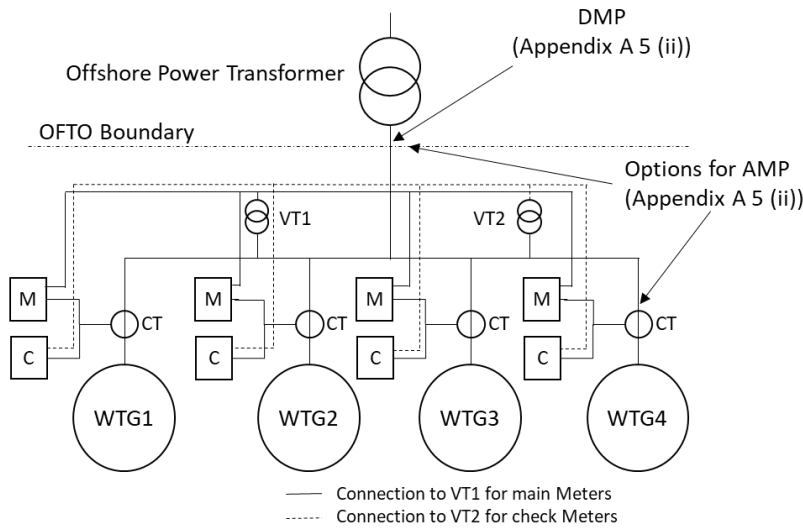 DMP
(Appendix A 5 (ii))
Offshore Power Transformer
OFTO Boundary
Options for AMP
(Appendix A 5 (ii))
VT1
VT2
M
M
M
M
CT
CT
CT
CT
C
C
C
C
WTG1
WTG2
WTG3
WTG4
Connection to VT1 for main Meters
Connection to VT2 for check Meters